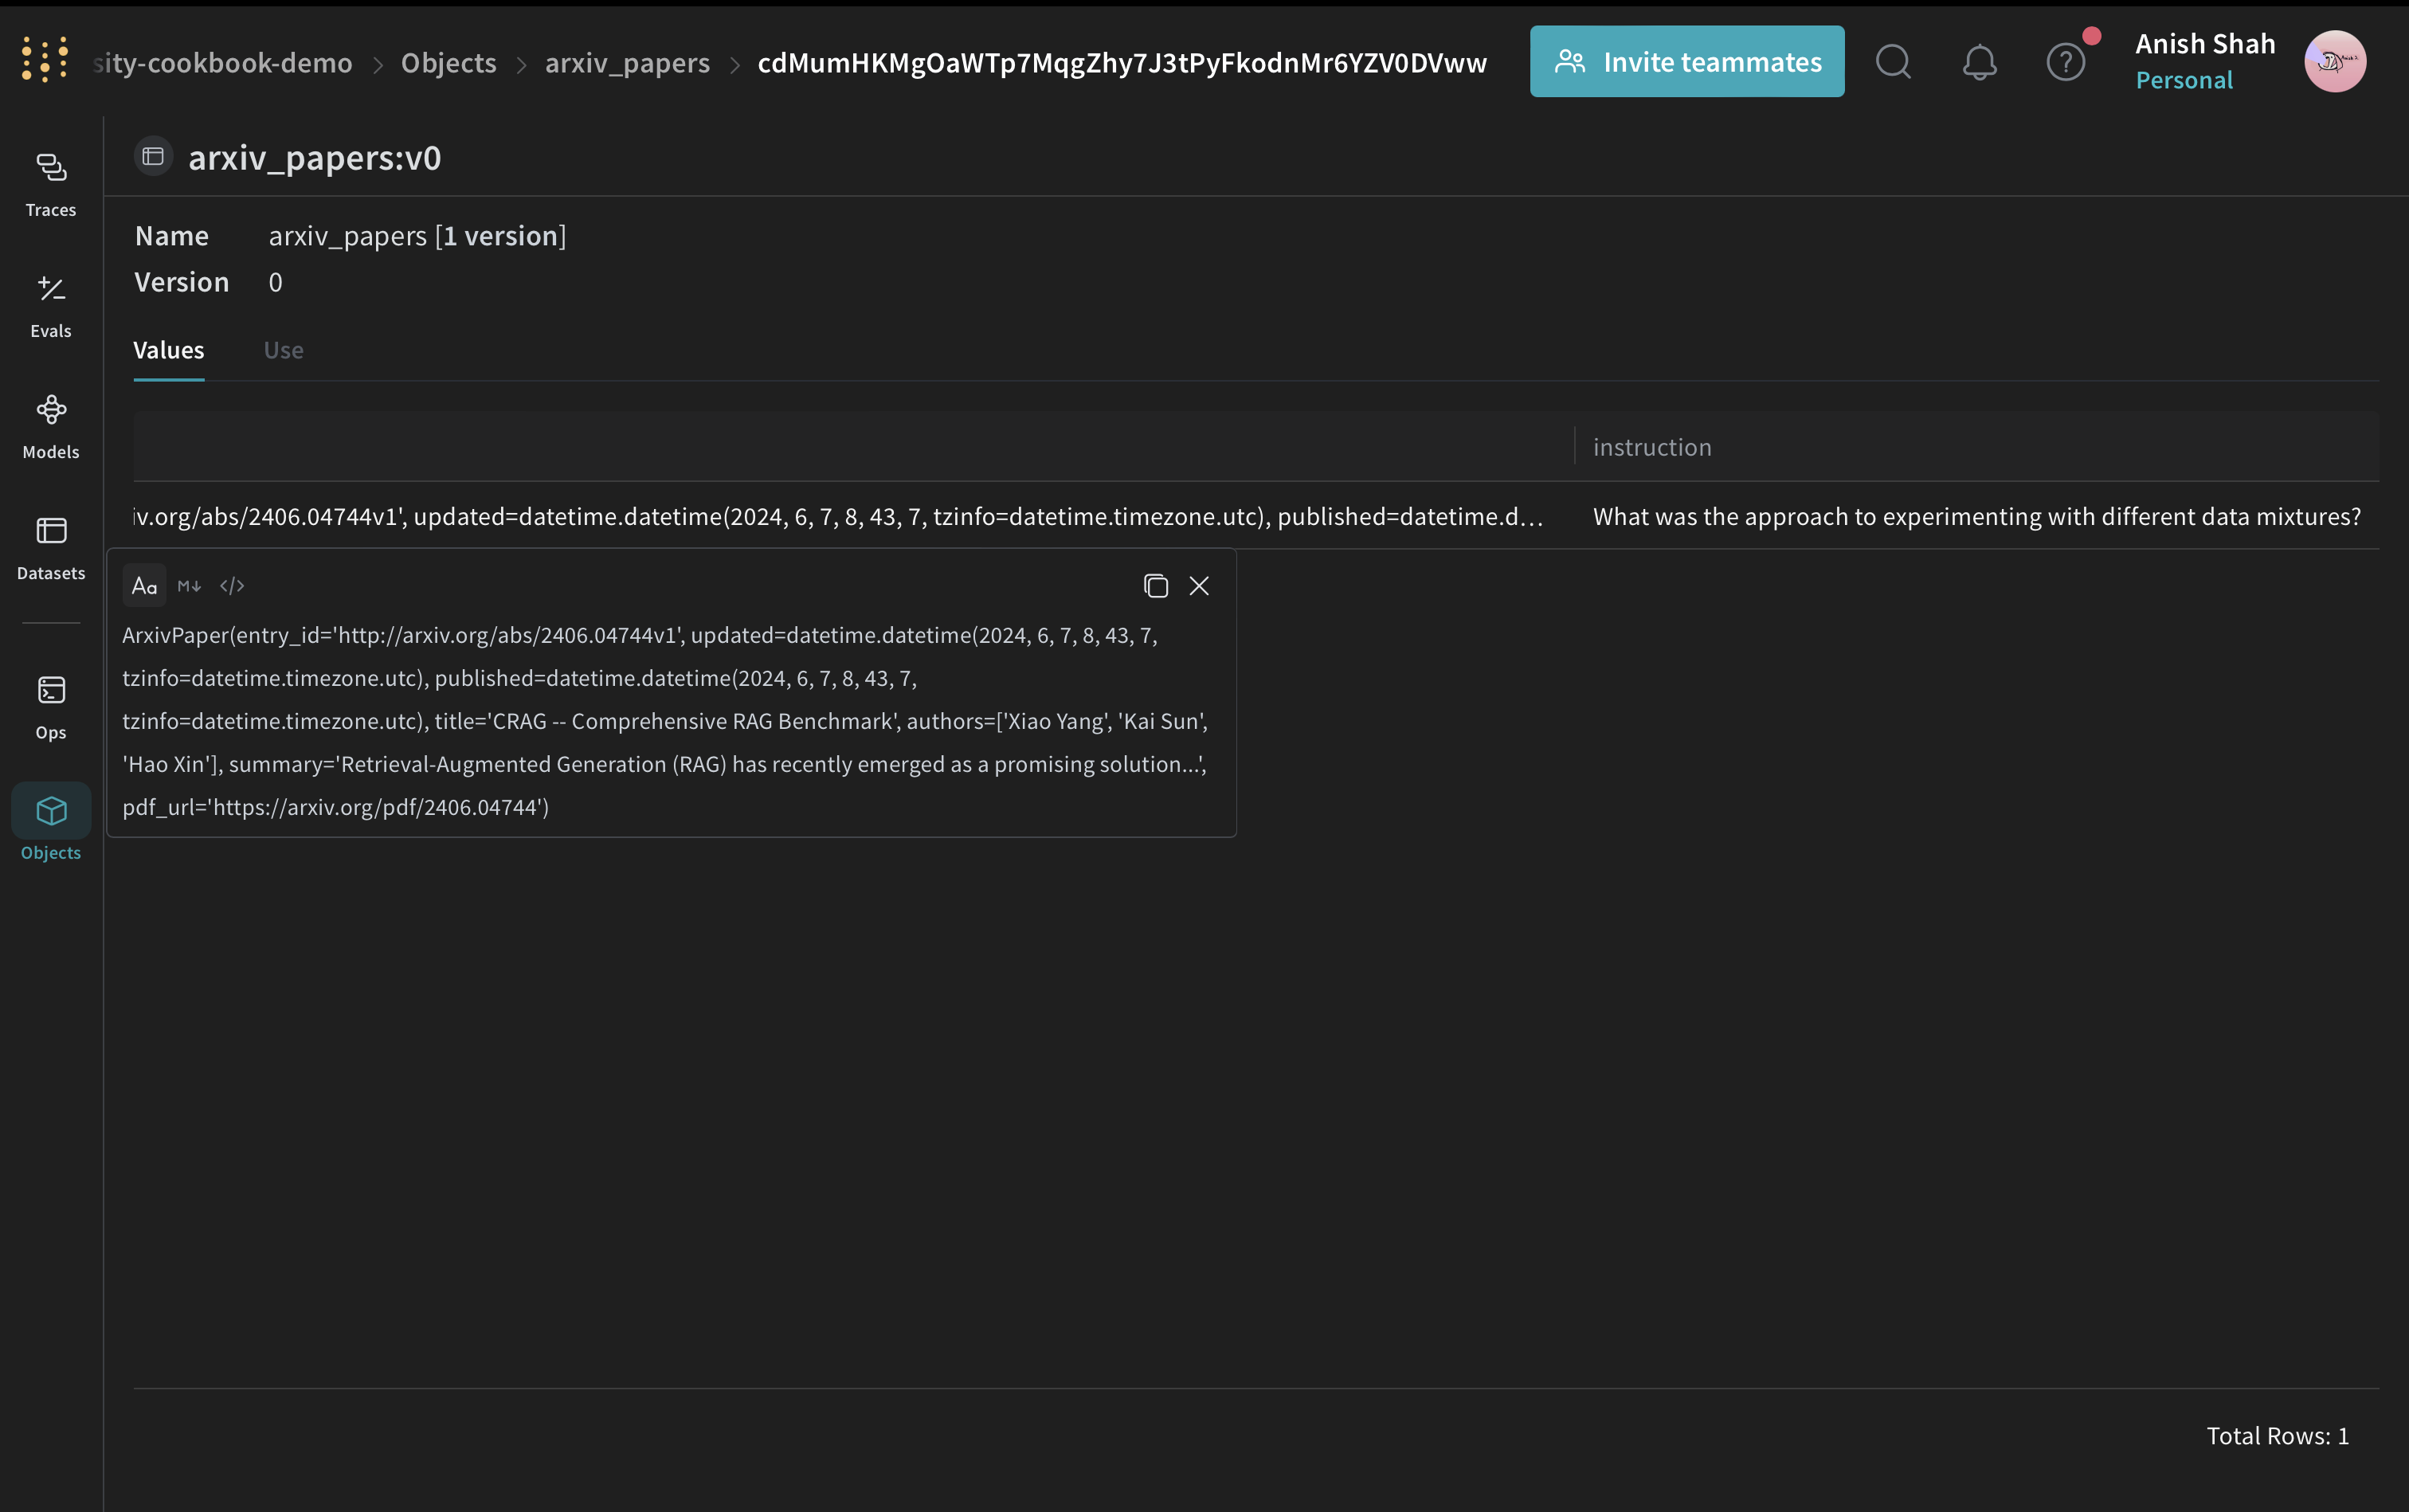 sity-cookbook-demo > Objects > arxiv_papers > cdMumHKMgOaWTp7MqgZhy7J3tPyFkodnMr6YZV0DVww
Invite teammates
Anish Shah
Personal
Traces
Evals
Models
Datasets
Ops
Objects
arxiv_papers:v0
Name arxiv_papers [1 version]
Version 0
Values Use
instruction
iv.org/abs/2406.04744v1', updated=datetime.datetime(2024, 6, 7, 8, 43, 7, tzinfo=datetime.timezone.utc), published=datetime.d… What was the approach to experimenting with different data mixtures?
Aa M↓ </>
ArxivPaper(entry_id='http://arxiv.org/abs/2406.04744v1', updated=datetime.datetime(2024, 6, 7, 8, 43, 7,
tzinfo=datetime.timezone.utc), published=datetime.datetime(2024, 6, 7, 8, 43, 7,
tzinfo=datetime.timezone.utc), title='CRAG -- Comprehensive RAG Benchmark', authors=['Xiao Yang', 'Kai Sun',
'Hao Xin'], summary='Retrieval-Augmented Generation (RAG) has recently emerged as a promising solution...',
pdf_url='https://arxiv.org/pdf/2406.04744')
Total Rows: 1